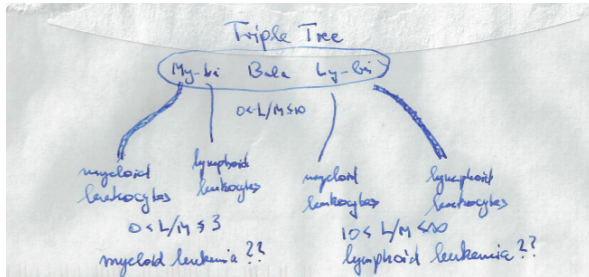 Triple Tree
My-bi Bala Ly-bi
0<L/M≤10
myeloid leukocytes lymphoid leukocytes myeloid leukocytes lymphoid leukocytes
0<L/M≤3 10<L/M≤
myeloid leukemia?? lymphoid leukemia??